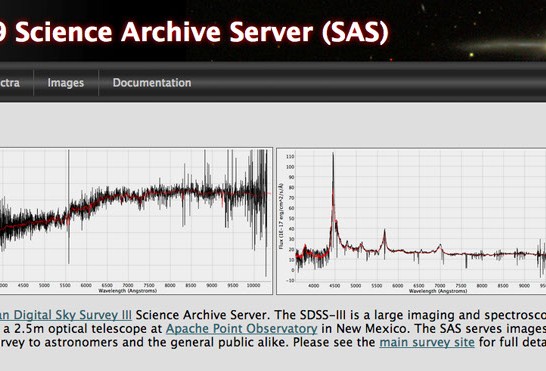 9 Science Archive Server (SAS)
ctra Images Documentation
4000 4500 5000 5500 6000 6500 7000 7500 8000 8500 9000 9500 10000
Wavelength (Angstroms)
110
100
90
80
70
60
50
40
30
20
10
0
−10
Flux (1E-17 erg/cm^2/s/Å)
4000 4500 5000 5500 6000 6500 7000 7500 8000 8500 9000
Wavelength (Angstroms)
an Digital Sky Survey III Science Archive Server. The SDSS-III is a large imaging and spectrosco
a 2.5m optical telescope at Apache Point Observatory in New Mexico. The SAS serves images
rvey to astronomers and the general public alike. Please see the main survey site for full deta